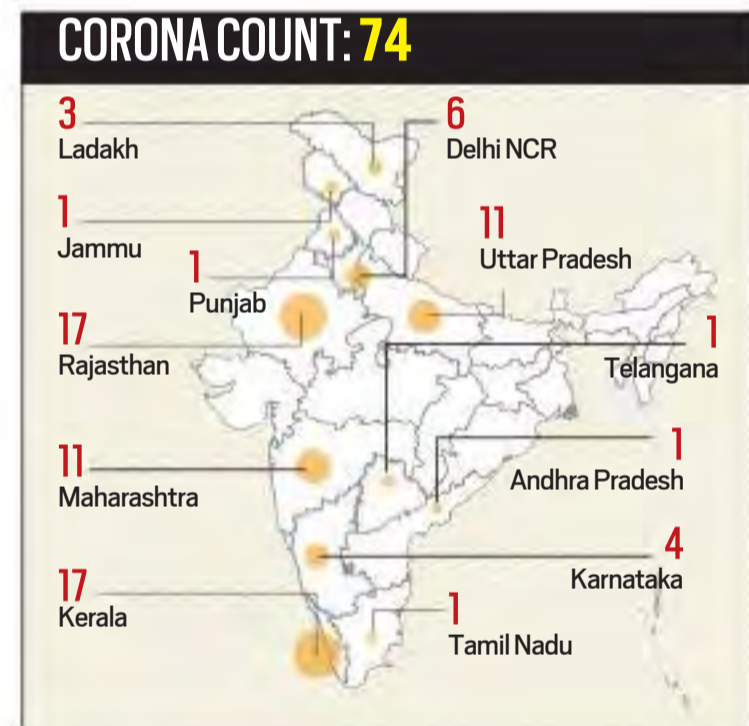 CORONA COUNT: 74
3
Ladakh
6
Delhi NCR
1
Jammu
11
Uttar Pradesh
1
Punjab
17
Rajasthan
1
Telangana
11
Maharashtra
1
Andhra Pradesh
4
Karnataka
17
Kerala
1
Tamil Nadu